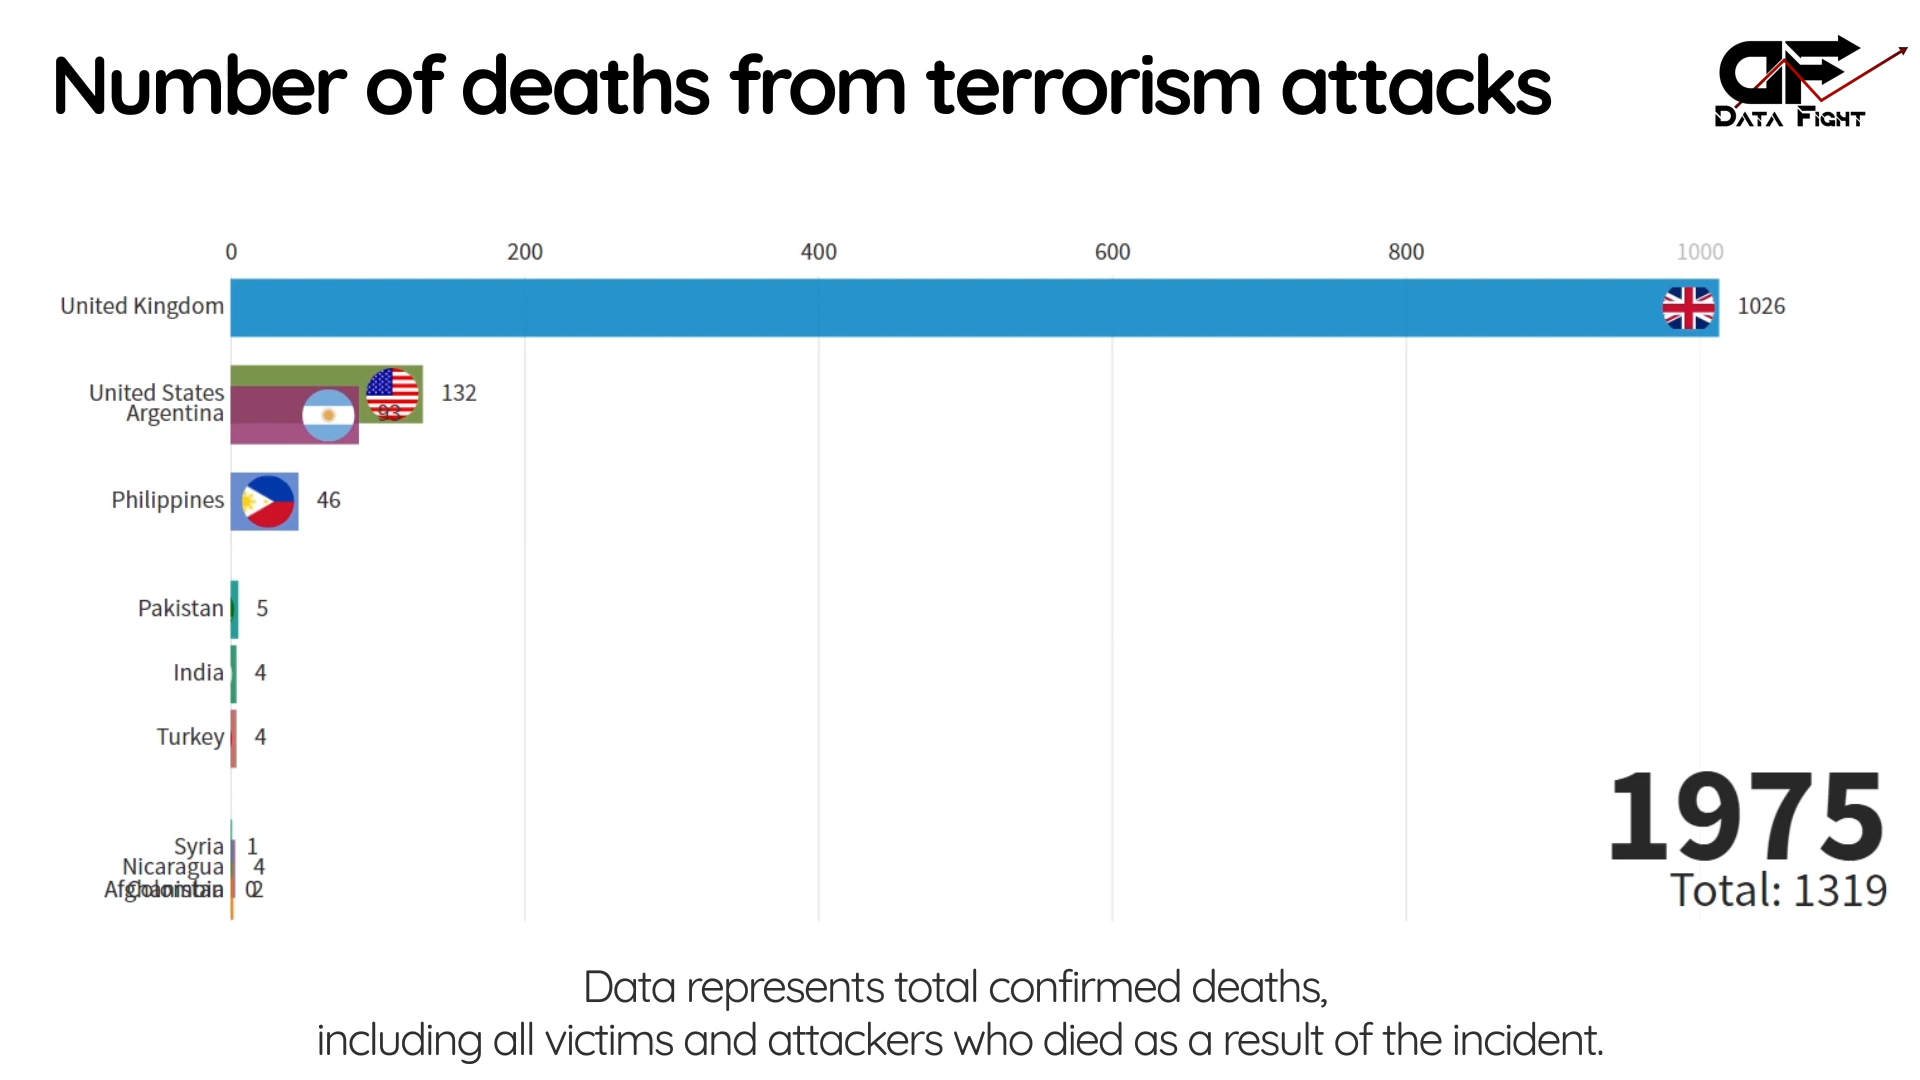 Number of deaths from terrorism attacks
DATA FIGHT
0 200 400 600 800 1000
United Kingdom 1026
United States 132
Argentina 93
Philippines 46
Pakistan 5
India 4
Turkey 4
Syria 1
Nicaragua 4
1975
Total: 1319
Data represents total confirmed deaths,
including all victims and attackers who died as a result of the incident.